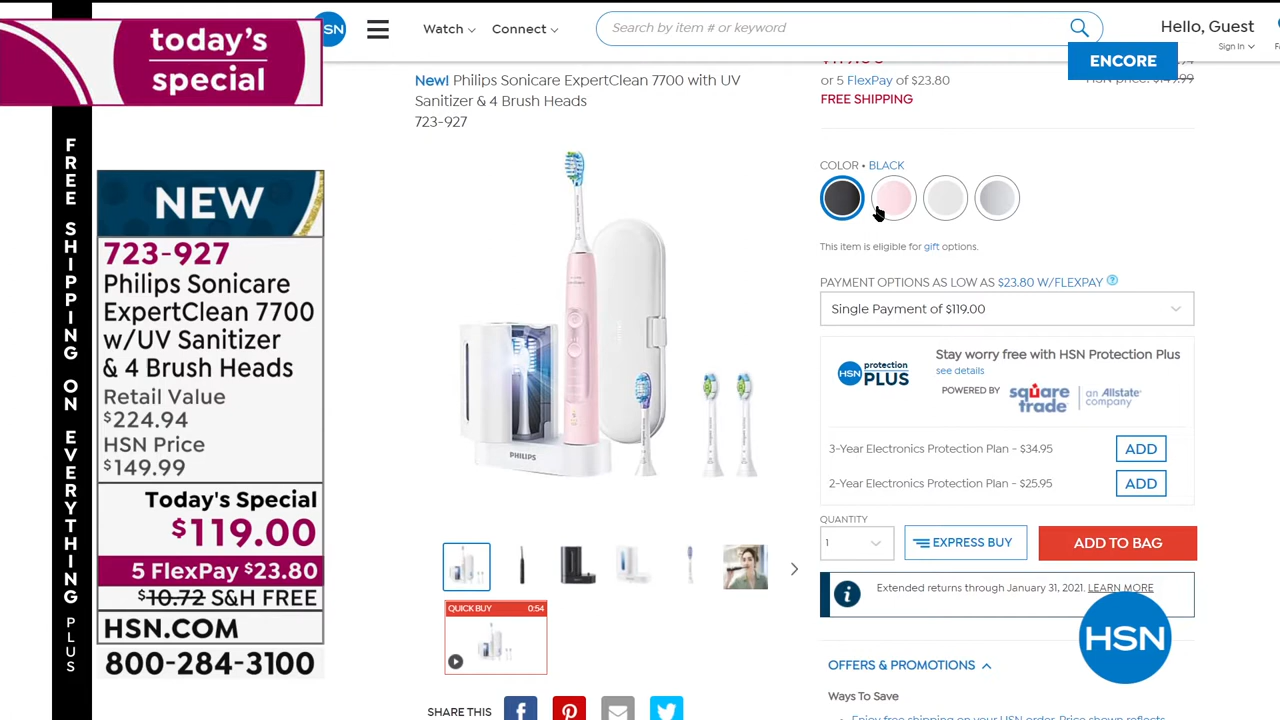 today's
special
FREE SHIPPING ON EVERYTHING PLUS
NEW
723-927
Philips Sonicare
ExpertClean 7700
w/UV Sanitizer
& 4 Brush Heads
Retail Value
$224.94
HSN Price
$149.99
Today's Special
$119.00
5 FlexPay $23.80
$10.72 S&H FREE
HSN.COM
800-284-3100
Watch
Connect
Search by item # or keyword
Hello, Guest
Sign In
ENCORE
New! Philips Sonicare ExpertClean 7700 with UV
Sanitizer & 4 Brush Heads
723-927
PHILIPS
QUICK BUY 0:54
SHARE THIS
or 5 FlexPay of $23.80
FREE SHIPPING
COLOR • BLACK
This item is eligible for gift options.
PAYMENT OPTIONS AS LOW AS $23.80 W/FLEXPAY ?
Single Payment of $119.00
HSN protection PLUS
Stay worry free with HSN Protection Plus
see details
POWERED BY square trade an Allstate company
3-Year Electronics Protection Plan - $34.95 ADD
2-Year Electronics Protection Plan - $25.95 ADD
QUANTITY
1
EXPRESS BUY
ADD TO BAG
Extended returns through January 31, 2021. LEARN MORE
HSN
OFFERS & PROMOTIONS
Ways To Save